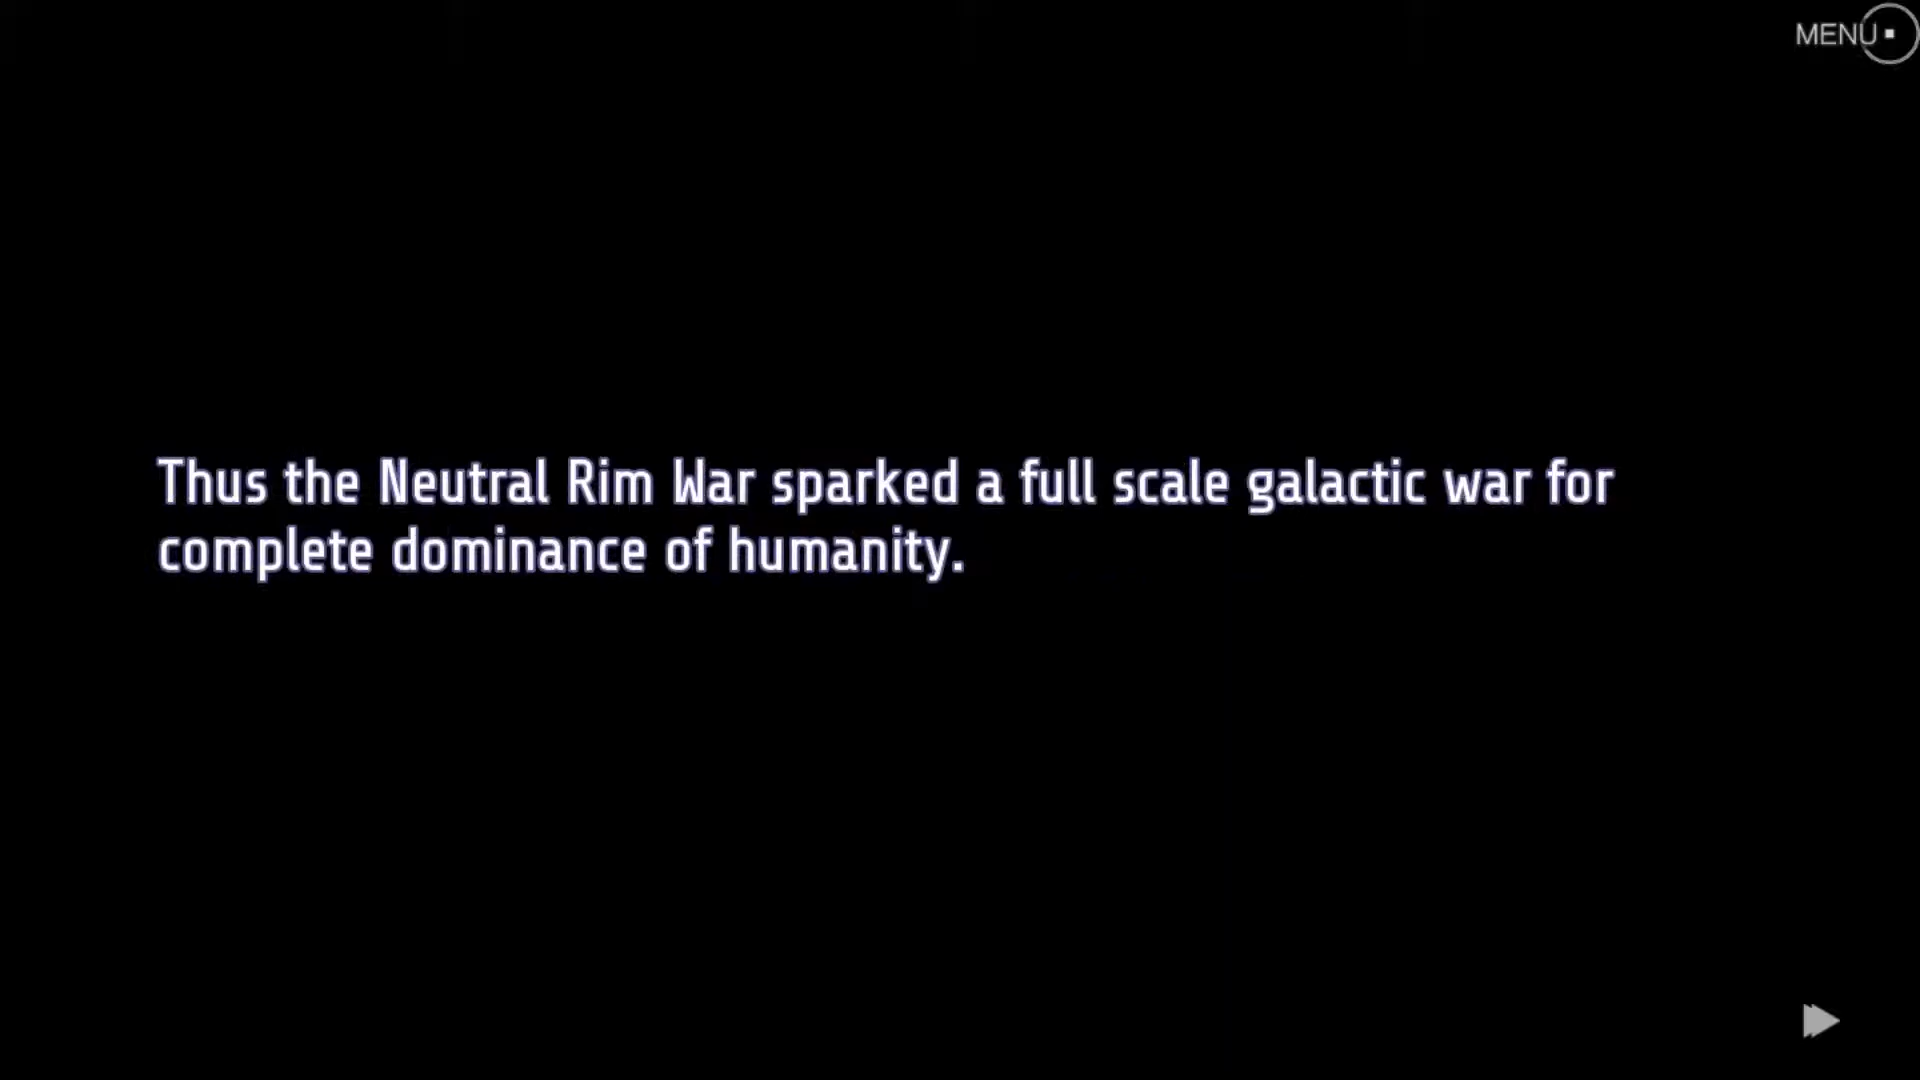 MENU
Thus the Neutral Rim War sparked a full scale galactic war for
complete dominance of humanity.